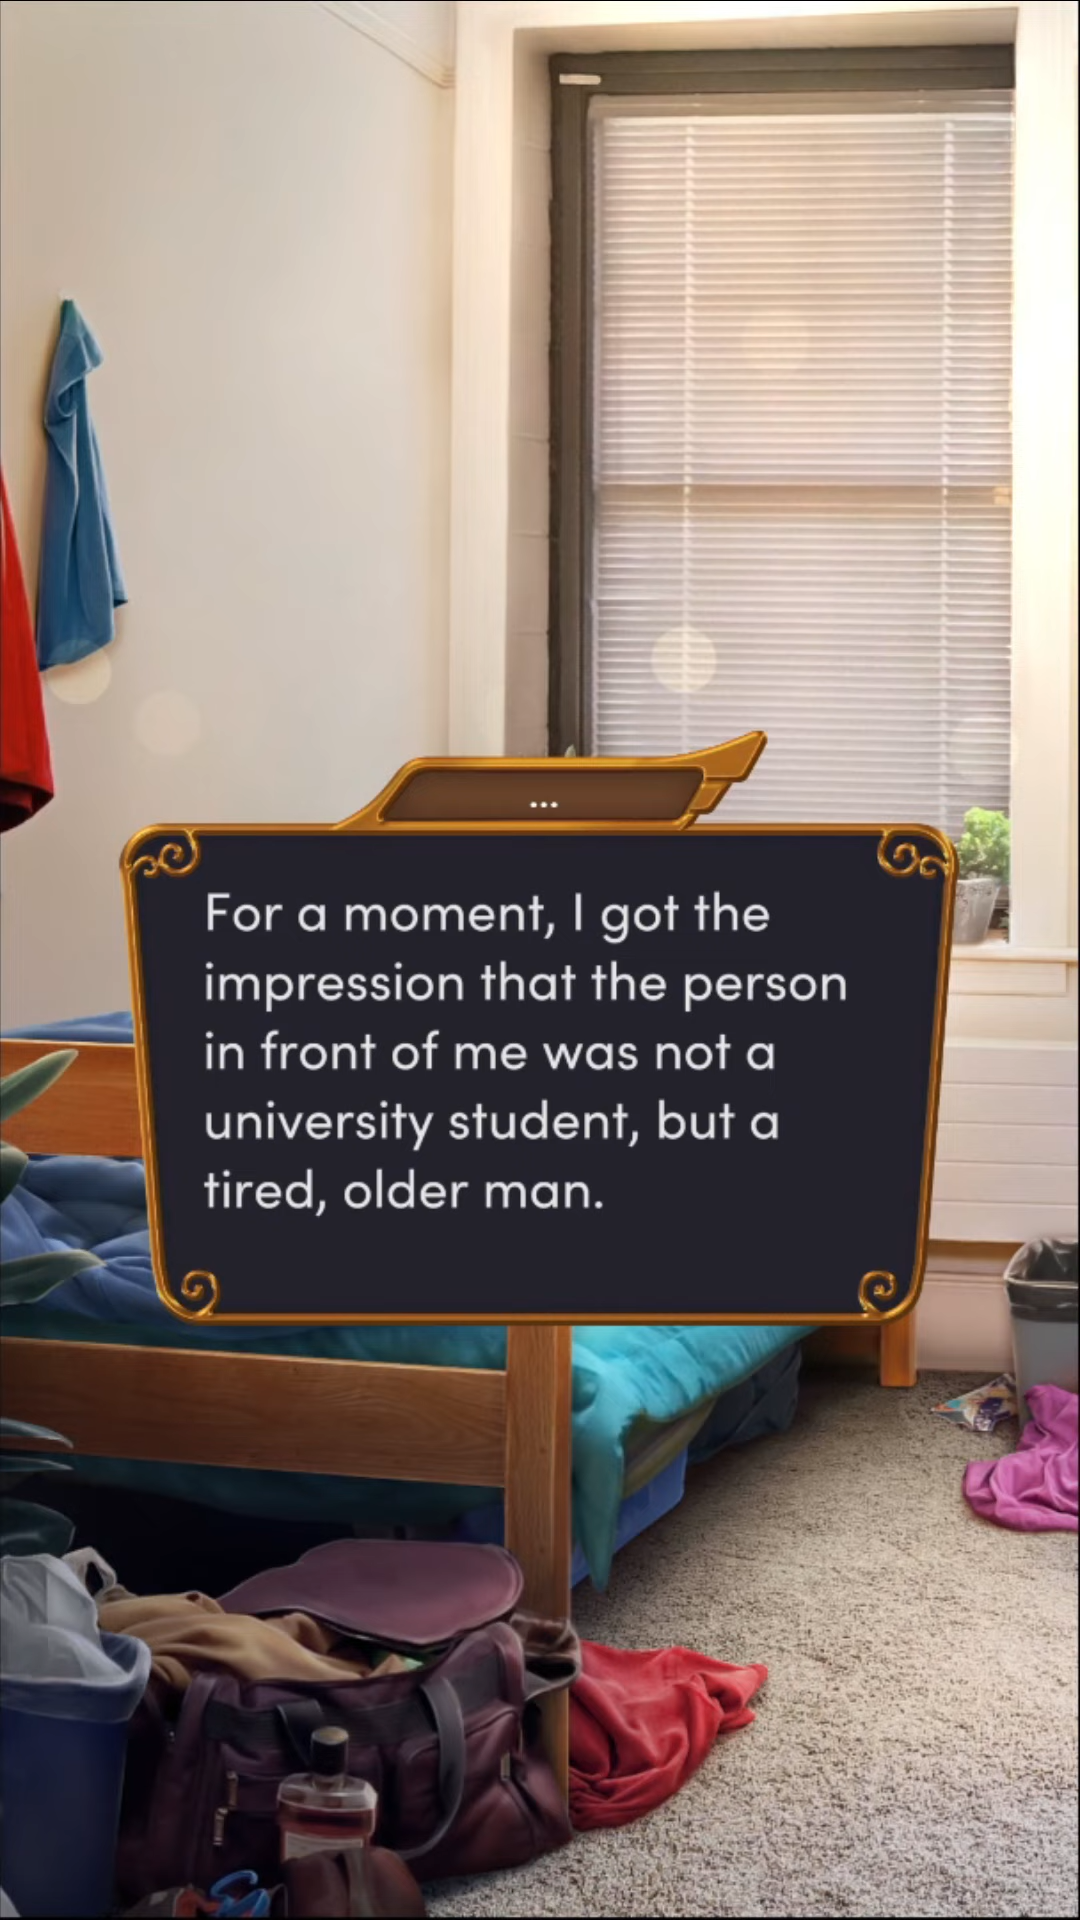 ...
For a moment, I got the
impression that the person
in front of me was not a
university student, but a
tired, older man.